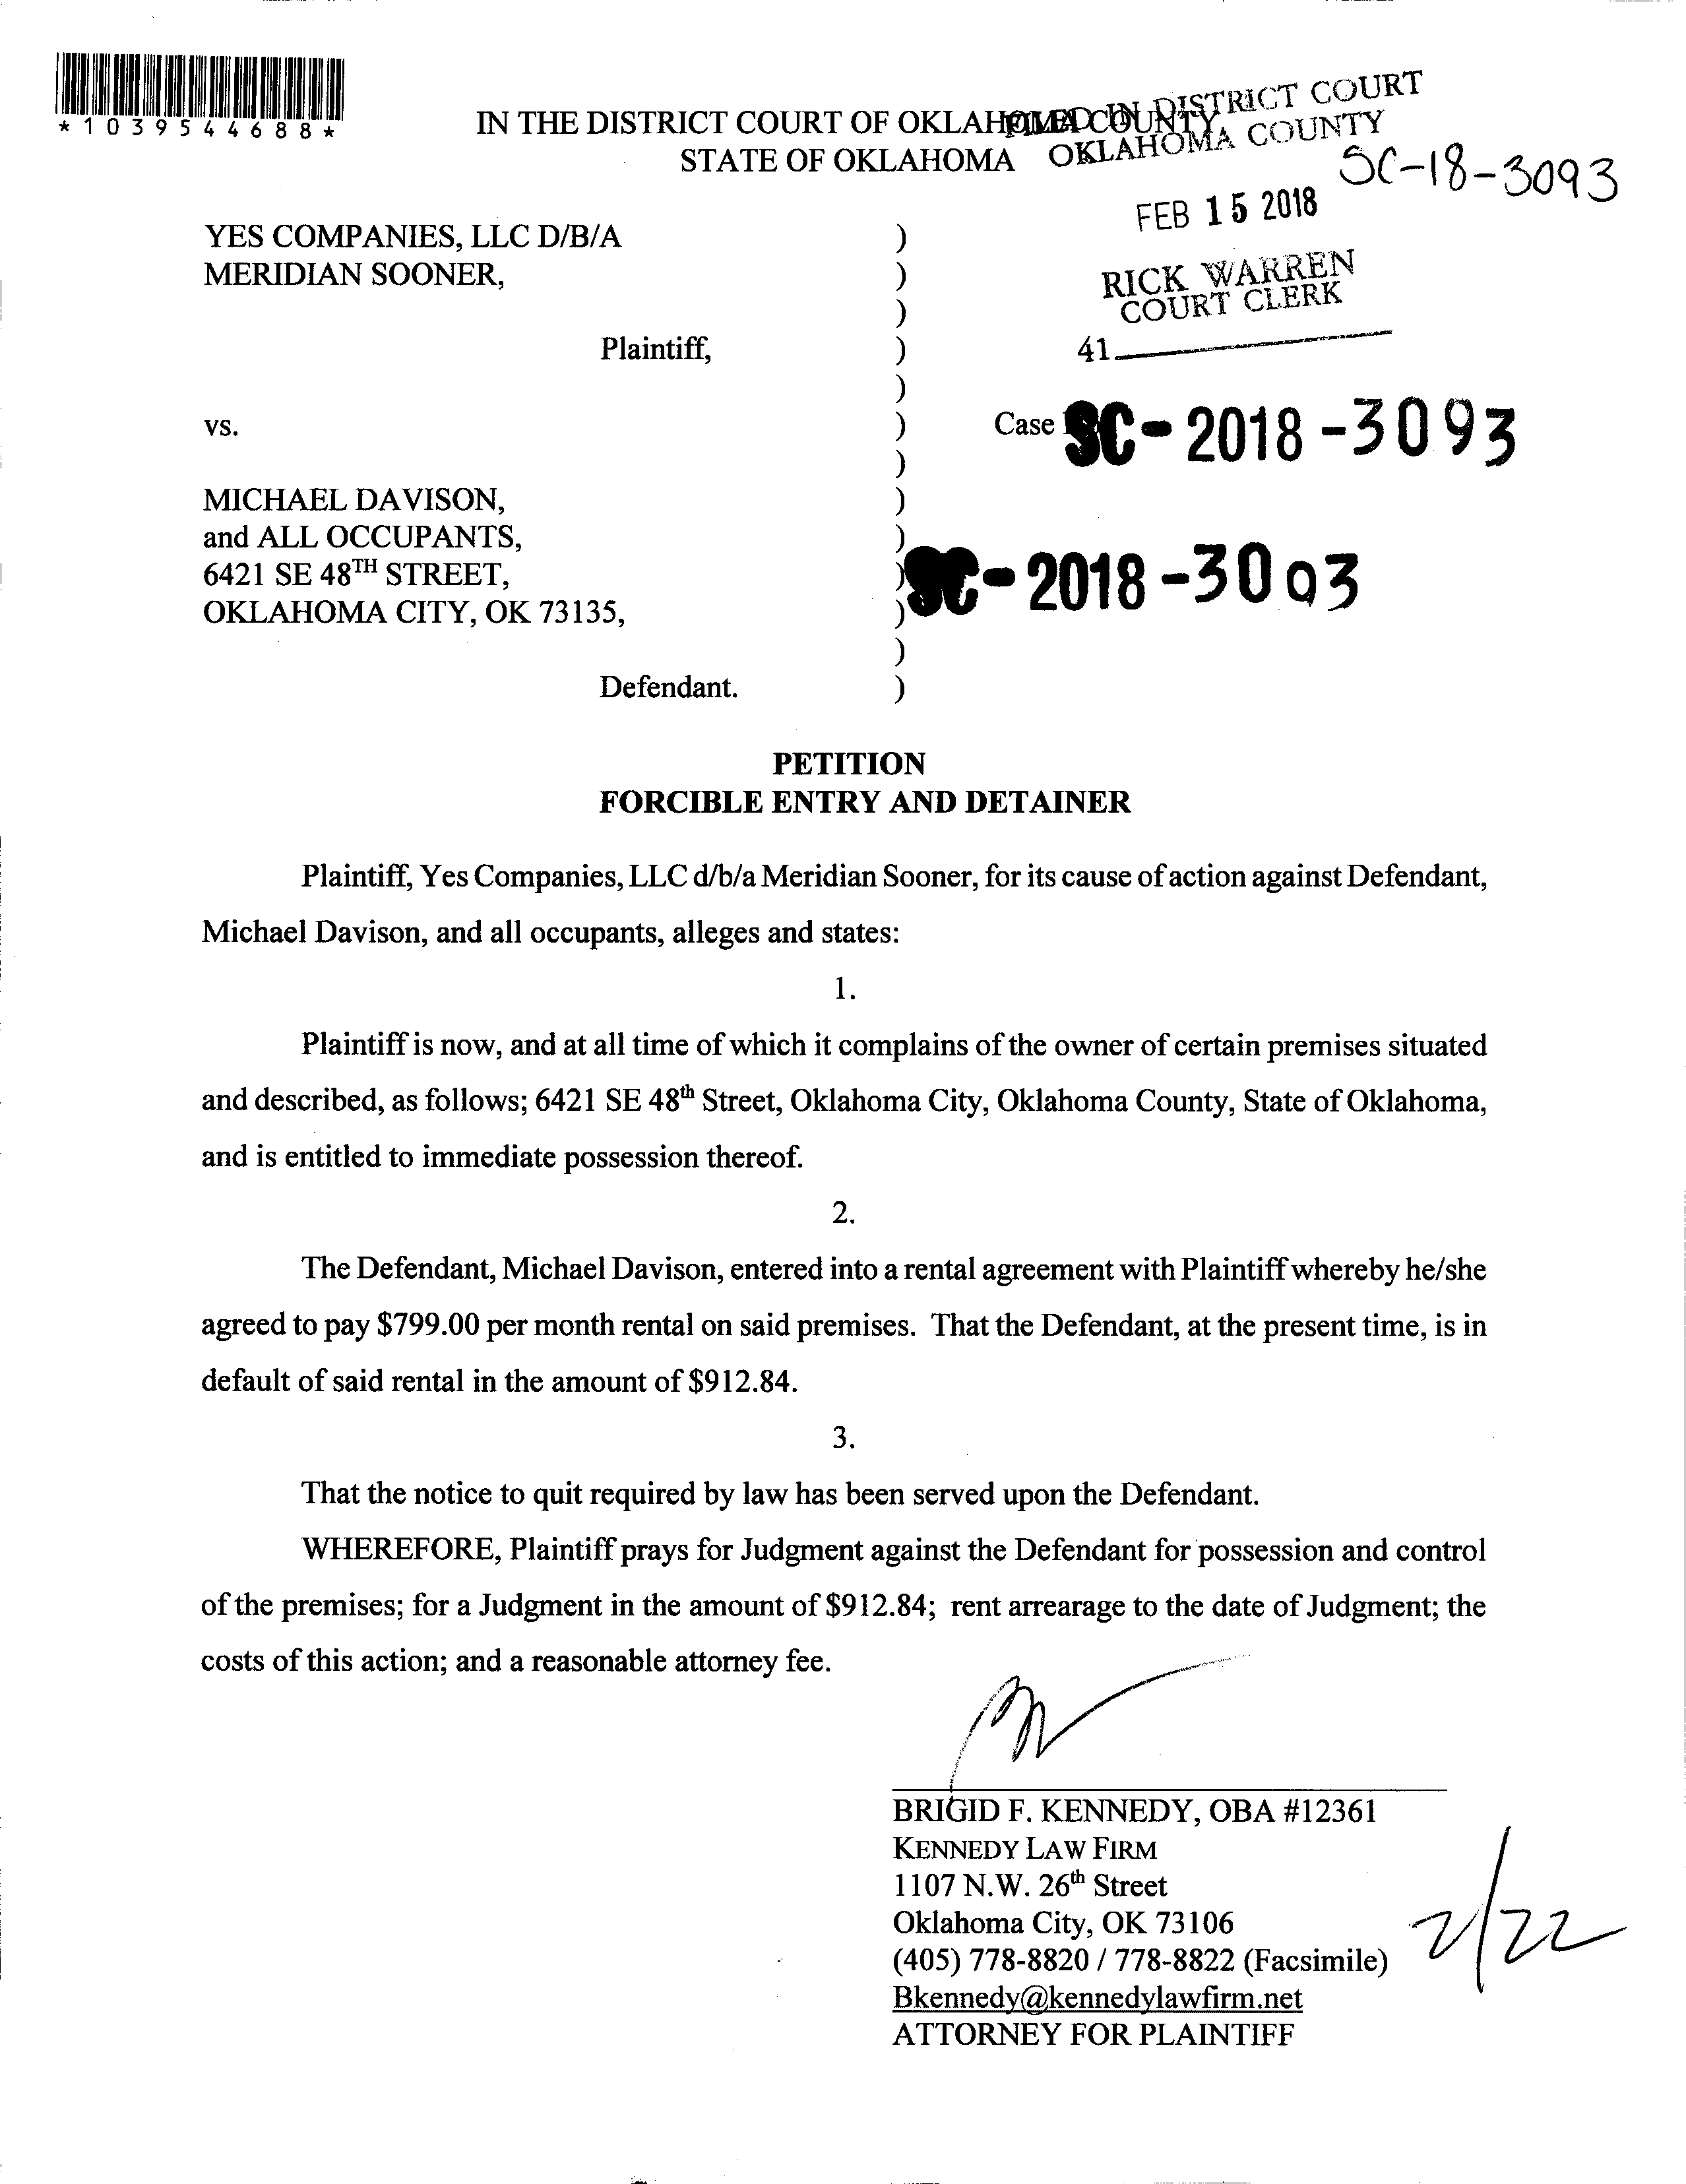 *1039544688*
IN THE DISTRICT COURT OF OKLAHOMA COUNTY
STATE OF OKLAHOMA
FILED IN DISTRICT COURT
OKLAHOMA COUNTY
SC-18-3093
FEB 15 2018
RICK WARREN
COURT CLERK
41
YES COMPANIES, LLC D/B/A )
MERIDIAN SOONER, )
)
Plaintiff, )
)
vs. ) Case SC-2018-3093
)
MICHAEL DAVISON, )
and ALL OCCUPANTS, )
6421 SE 48TH STREET, ) SC-2018-3093
OKLAHOMA CITY, OK 73135, )
)
Defendant. )
PETITION
FORCIBLE ENTRY AND DETAINER
Plaintiff, Yes Companies, LLC d/b/a Meridian Sooner, for its cause of action against Defendant,
Michael Davison, and all occupants, alleges and states:
1.
Plaintiff is now, and at all time of which it complains of the owner of certain premises situated
and described, as follows; 6421 SE 48th Street, Oklahoma City, Oklahoma County, State of Oklahoma,
and is entitled to immediate possession thereof.
2.
The Defendant, Michael Davison, entered into a rental agreement with Plaintiff whereby he/she
agreed to pay $799.00 per month rental on said premises. That the Defendant, at the present time, is in
default of said rental in the amount of $912.84.
3.
That the notice to quit required by law has been served upon the Defendant.
WHEREFORE, Plaintiff prays for Judgment against the Defendant for possession and control
of the premises; for a Judgment in the amount of $912.84; rent arrearage to the date of Judgment; the
costs of this action; and a reasonable attorney fee.
BRIGID F. KENNEDY, OBA #12361
KENNEDY LAW FIRM
1107 N.W. 26th Street
Oklahoma City, OK 73106
(405) 778-8820 / 778-8822 (Facsimile)
Bkennedy@kennedylawfirm.net
ATTORNEY FOR PLAINTIFF
2/22